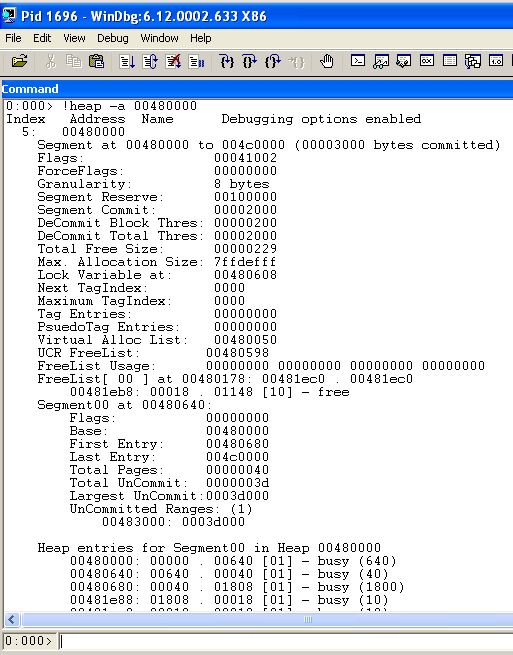 Pid 1696 - WinDbg:6.12.0002.633 X86
File Edit View Debug Window Help
Command
0:000> !heap -a 00480000
Index Address Name Debugging options enabled
5: 00480000
Segment at 00480000 to 004c0000 (00003000 bytes committed)
Flags: 00041002
ForceFlags: 00000000
Granularity: 8 bytes
Segment Reserve: 00100000
Segment Commit: 00002000
DeCommit Block Thres: 00000200
DeCommit Total Thres: 00002000
Total Free Size: 00000229
Max. Allocation Size: 7ffdefff
Lock Variable at: 00480608
Next TagIndex: 0000
Maximum TagIndex: 0000
Tag Entries: 00000000
PsuedoTag Entries: 00000000
Virtual Alloc List: 00480050
UCR FreeList: 00480598
FreeList Usage: 00000000 00000000 00000000 00000000
FreeList[ 00 ] at 00480178: 00481ec0 . 00481ec0
00481eb8: 00018 . 01148 [10] - free
Segment00 at 00480640:
Flags: 00000000
Base: 00480000
First Entry: 00480680
Last Entry: 004c0000
Total Pages: 00000040
Total UnCommit: 0000003d
Largest UnCommit:0003d000
UnCommitted Ranges: (1)
00483000: 0003d000
Heap entries for Segment00 in Heap 00480000
00480000: 00000 . 00640 [01] - busy (640)
00480640: 00640 . 00040 [01] - busy (40)
00480680: 00040 . 01808 [01] - busy (1800)
00481e88: 01808 . 00018 [01] - busy (10)
0:000>